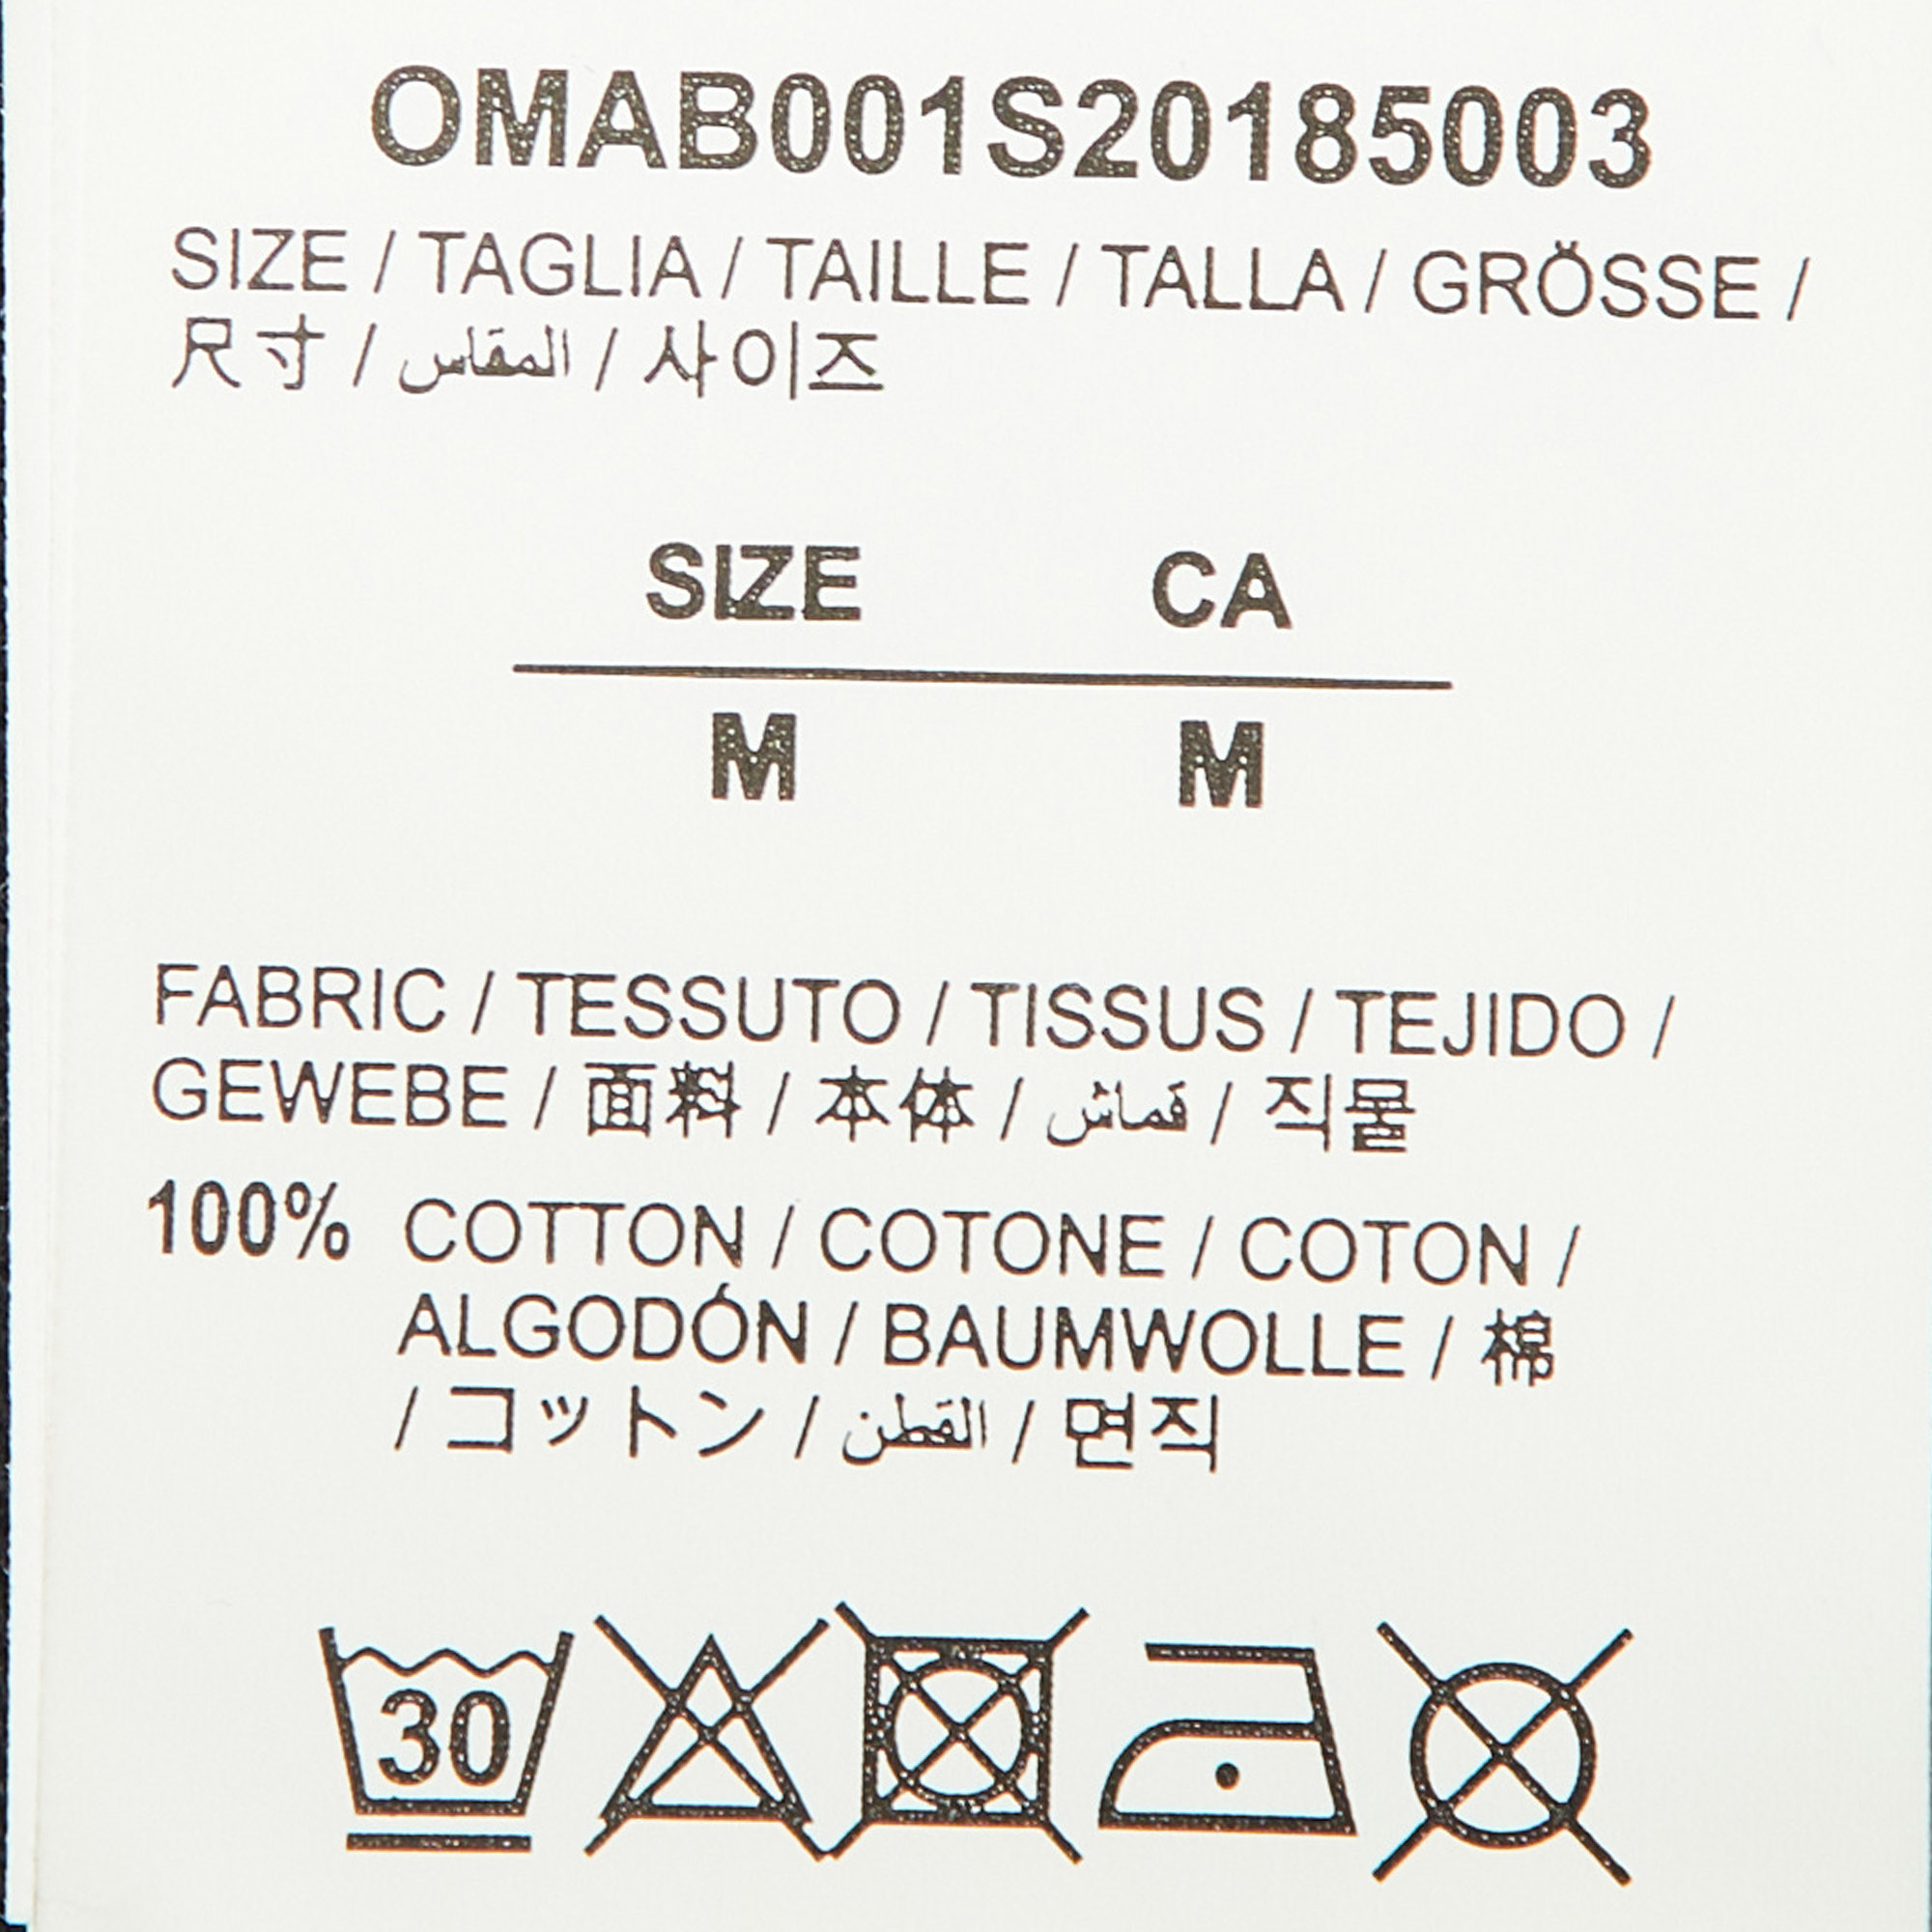 OMAB001S20185003
SIZE / TAGLIA / TAILLE / TALLA / GRÖSSE /
尺寸 / المقاس / 사이즈
SIZE CA
M M
FABRIC / TESSUTO / TISSUS / TEJIDO /
GEWEBE / 面料 / 本体 / قماش / 직물
100% COTTON / COTONE / COTON /
ALGODÓN / BAUMWOLLE / 棉
/ コットン / القطن / 면직
30